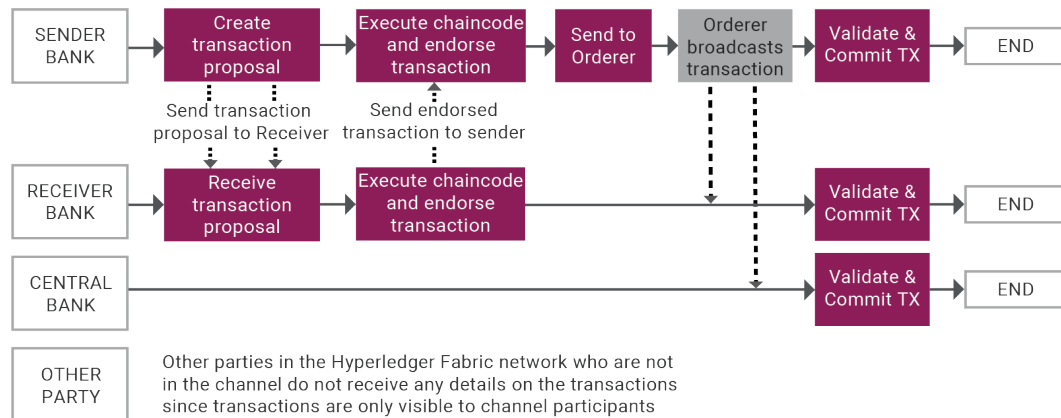 SENDER
BANK
Create
transaction
proposal
Execute chaincode
and endorse
transaction
Send to
Orderer
Orderer
broadcasts
transaction
Validate &
Commit TX
END
Send transaction
proposal to Receiver
Send endorsed
transaction to sender
RECEIVER
BANK
Receive
transaction
proposal
Execute chaincode
and endorse
transaction
Validate &
Commit TX
END
CENTRAL
BANK
Validate &
Commit TX
END
OTHER
PARTY
Other parties in the Hyperledger Fabric network who are not
in the channel do not receive any details on the transactions
since transactions are only visible to channel participants